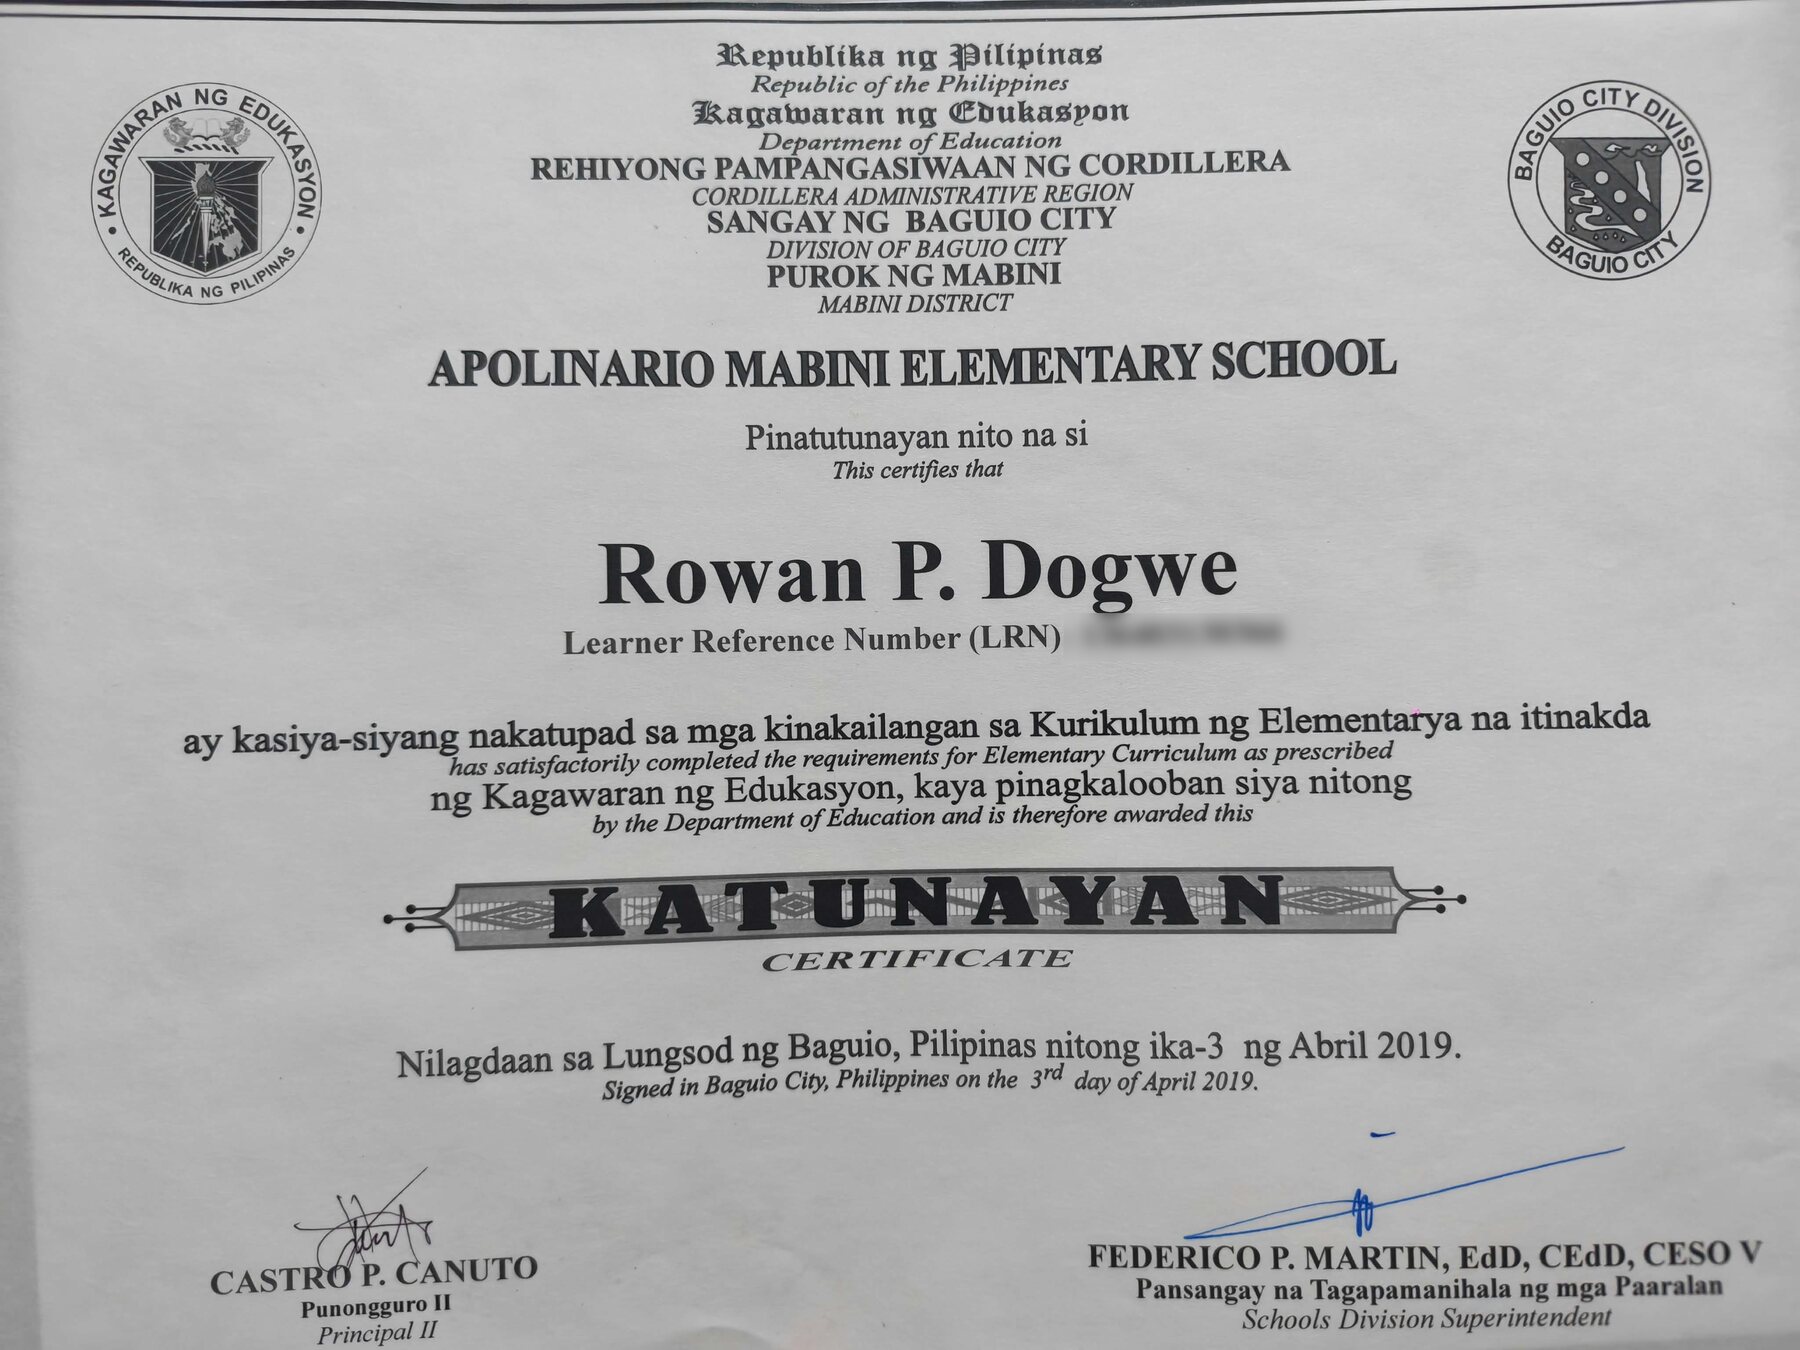 Republika ng Pilipinas
Republic of the Philippines
Kagawaran ng Edukasyon
Department of Education
REHIYONG PAMPANGASIWAAN NG CORDILLERA
CORDILLERA ADMINISTRATIVE REGION
SANGAY NG BAGUIO CITY
DIVISION OF BAGUIO CITY
PUROK NG MABINI
MABINI DISTRICT
KAGAWARAN NG EDUKASYON
REPUBLIKA NG PILIPINAS
BAGUIO CITY DIVISION
BAGUIO CITY
APOLINARIO MABINI ELEMENTARY SCHOOL
Pinatutunayan nito na si
This certifies that
Rowan P. Dogwe
Learner Reference Number (LRN)
ay kasiya-siyang nakatupad sa mga kinakailangan sa Kurikulum ng Elementarya na itinakda
has satisfactorily completed the requirements for Elementary Curriculum as prescribed
ng Kagawaran ng Edukasyon, kaya pinagkalooban siya nitong
by the Department of Education and is therefore awarded this
KATUNAYAN
CERTIFICATE
Nilagdaan sa Lungsod ng Baguio, Pilipinas nitong ika-3 ng Abril 2019.
Signed in Baguio City, Philippines on the 3rd day of April 2019.
CASTRO P. CANUTO
Punongguro II
Principal II
FEDERICO P. MARTIN, EdD, CEdD, CESO V
Pansangay na Tagapamanihala ng mga Paaralan
Schools Division Superintendent